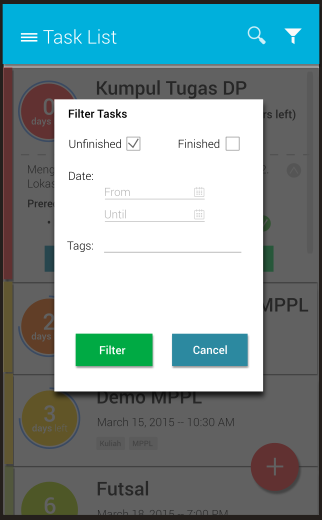 Task List
Kumpul Tugas DP
0
days
rs left)
Filter Tasks
Unfinished
Finished
Date:
From
Until
Tags:
Filter
Cancel
Lokas
Prere
2
days
MPPL
Demo MPPL
3
days left
March 15, 2015 – 10:30 AM
Kuliah MPPL
Futsal
6
March 18, 2015 – 7:00 PM